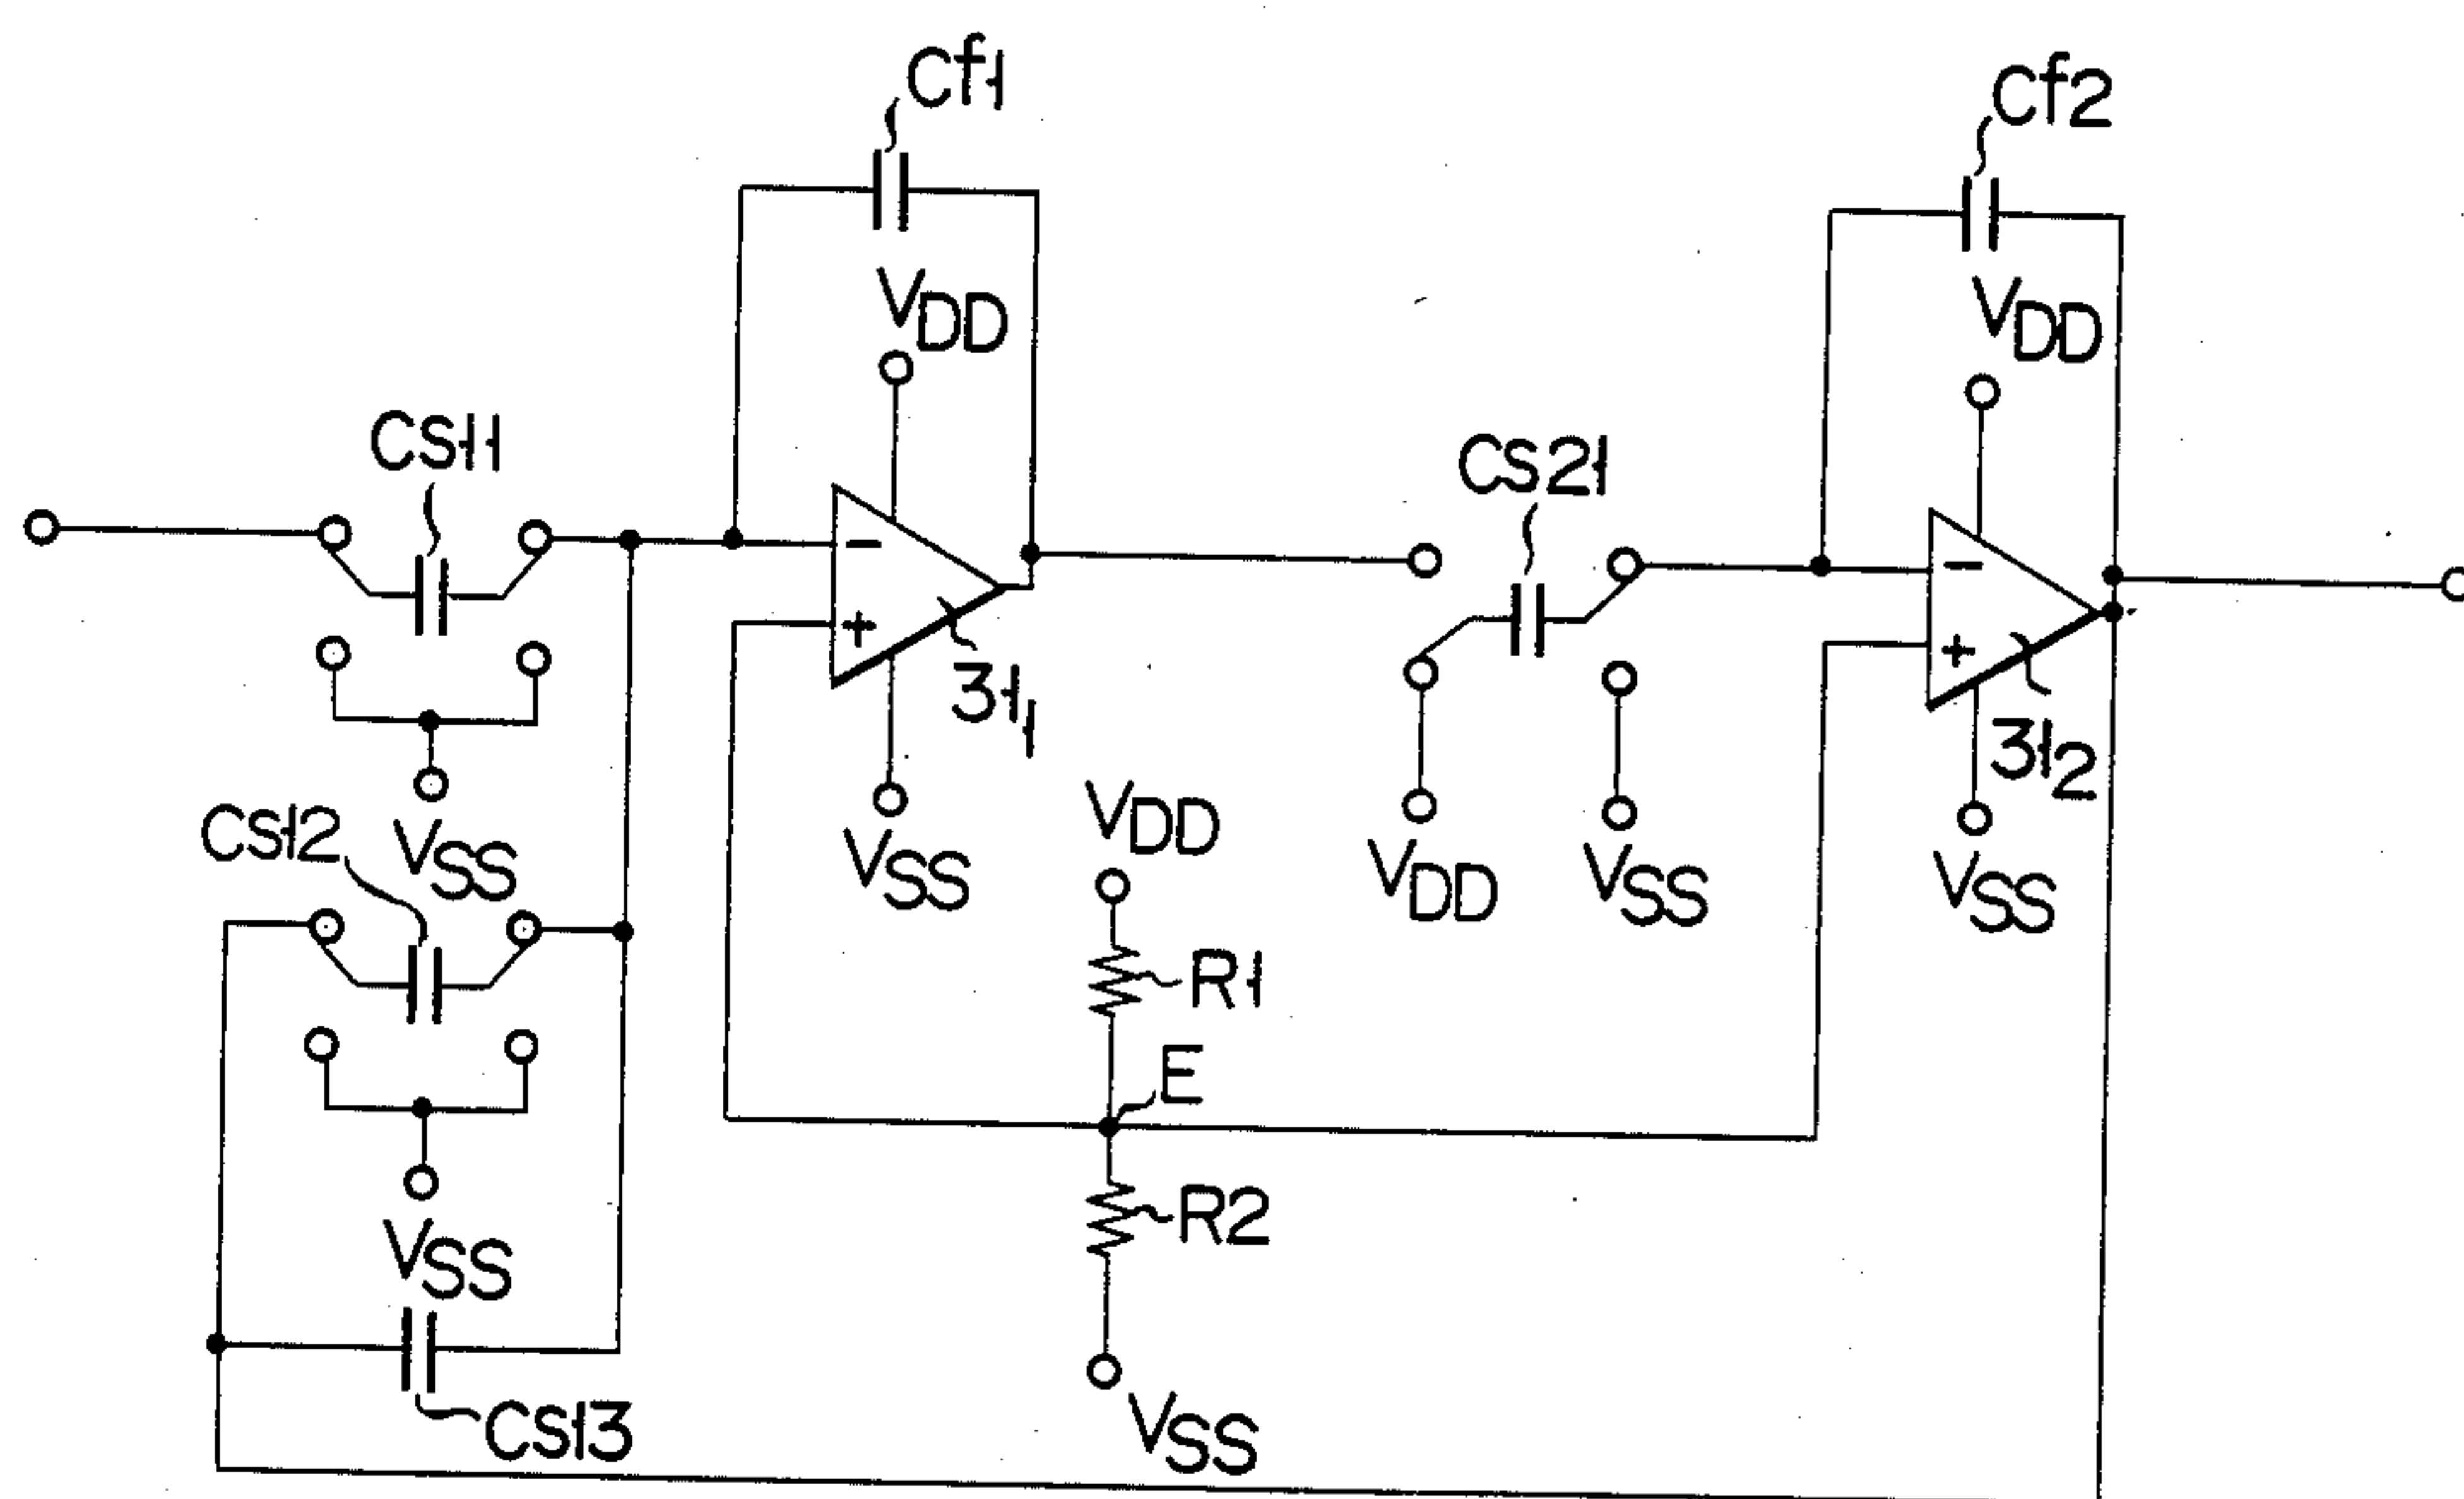 Cf1
Cf2
VDD
VDD
CS11
CS21
311
312
VSS
VSS
VDD
VDD
VSS
VSS
CS12
R1
E
R2
VSS
VSS
CS13